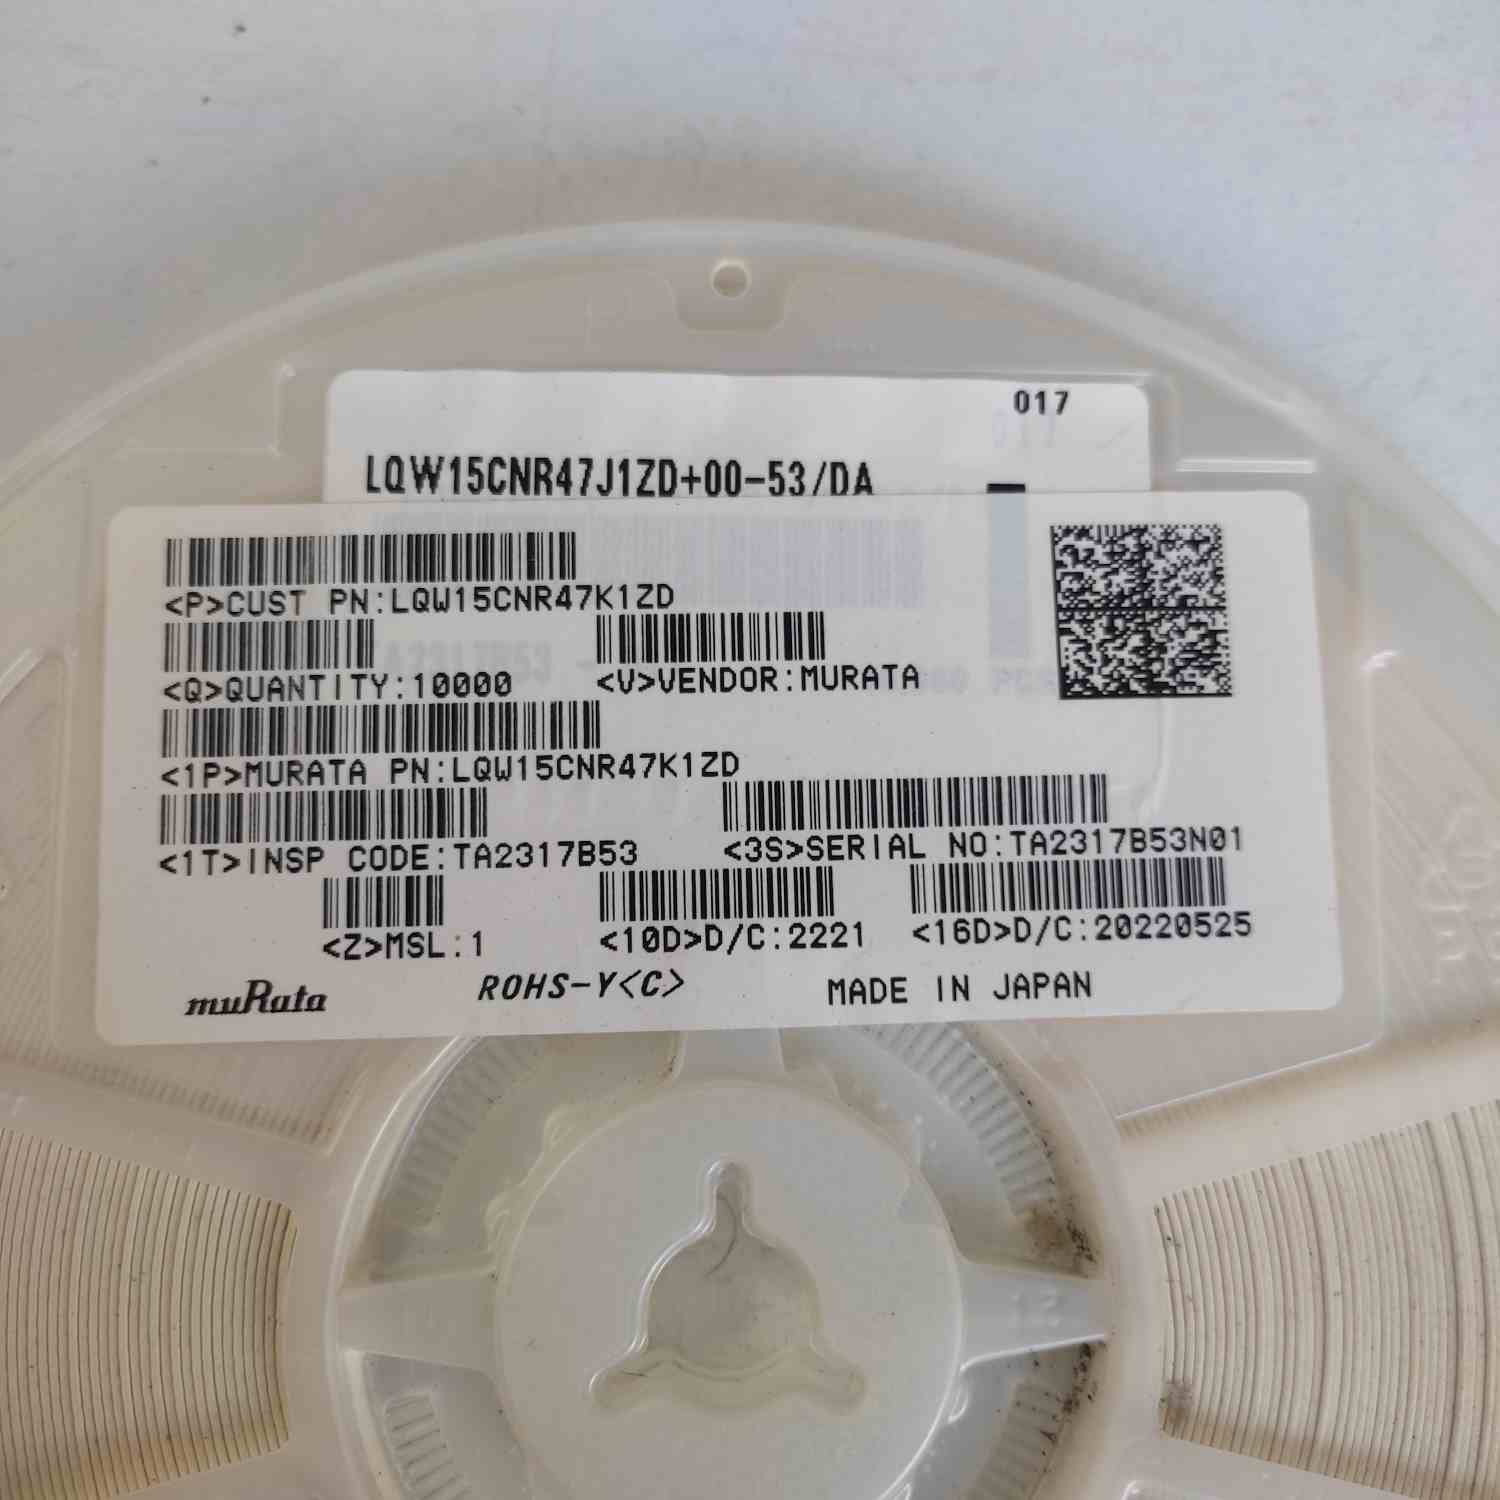 017
LQW15CNR47J1ZD+00-53/DA
<P>CUST PN:LQW15CNR47K1ZD
<Q>QUANTITY:10000
<V>VENDOR:MURATA
<1P>MURATA PN:LQW15CNR47K1ZD
<1T>INSP CODE:TA2317B53
<3S>SERIAL NO:TA2317B53N01
<Z>MSL:1
<10D>D/C:2221
<16D>D/C:20220525
muRata
ROHS-Y<C>
MADE IN JAPAN